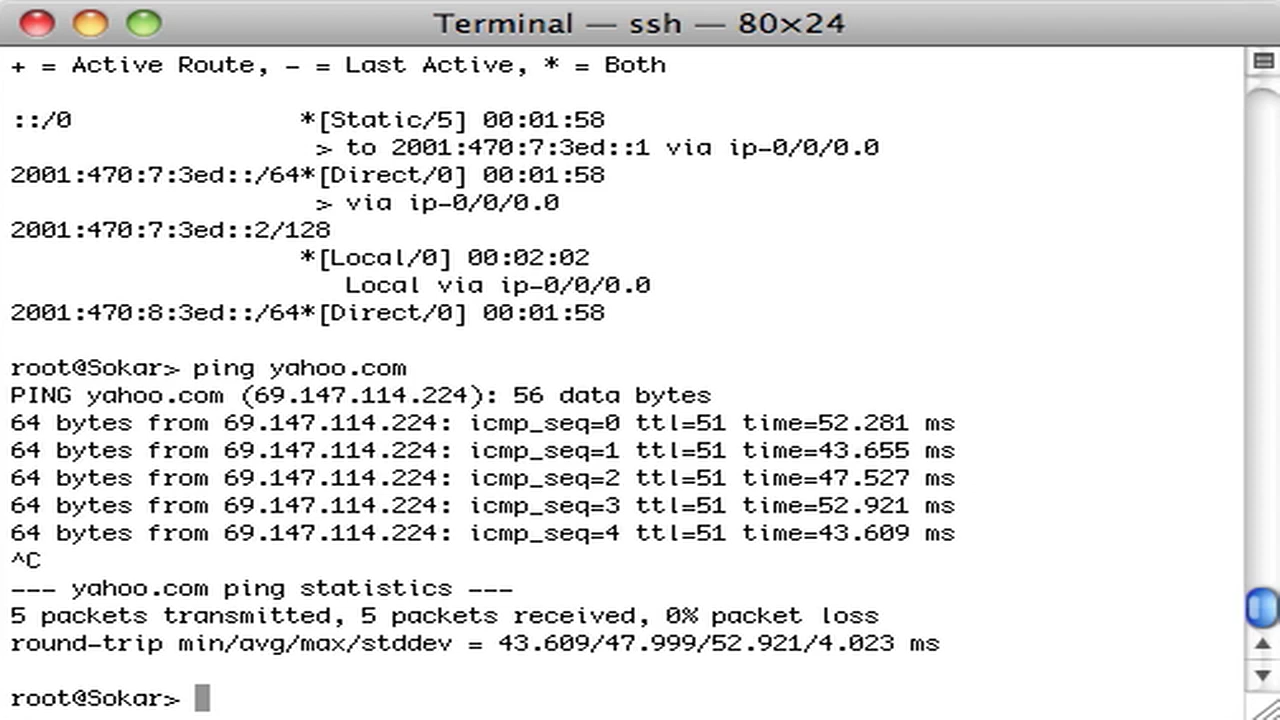 Terminal — ssh — 80×24
+ = Active Route, - = Last Active, * = Both
::/0 *[Static/5] 00:01:58
> to 2001:470:7:3ed::1 via ip-0/0/0.0
2001:470:7:3ed::/64*[Direct/0] 00:01:58
> via ip-0/0/0.0
2001:470:7:3ed::2/128
*[Local/0] 00:02:02
Local via ip-0/0/0.0
2001:470:8:3ed::/64*[Direct/0] 00:01:58
root@Sokar> ping yahoo.com
PING yahoo.com (69.147.114.224): 56 data bytes
64 bytes from 69.147.114.224: icmp_seq=0 ttl=51 time=52.281 ms
64 bytes from 69.147.114.224: icmp_seq=1 ttl=51 time=43.655 ms
64 bytes from 69.147.114.224: icmp_seq=2 ttl=51 time=47.527 ms
64 bytes from 69.147.114.224: icmp_seq=3 ttl=51 time=52.921 ms
64 bytes from 69.147.114.224: icmp_seq=4 ttl=51 time=43.609 ms
^C
--- yahoo.com ping statistics ---
5 packets transmitted, 5 packets received, 0% packet loss
round-trip min/avg/max/stddev = 43.609/47.999/52.921/4.023 ms
root@Sokar>